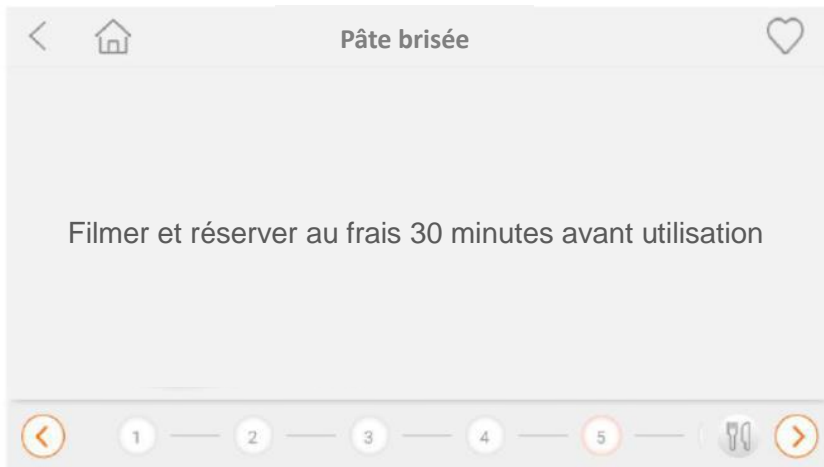 Pâte brisée
Filmer et réserver au frais 30 minutes avant utilisation
1 2 3 4 5